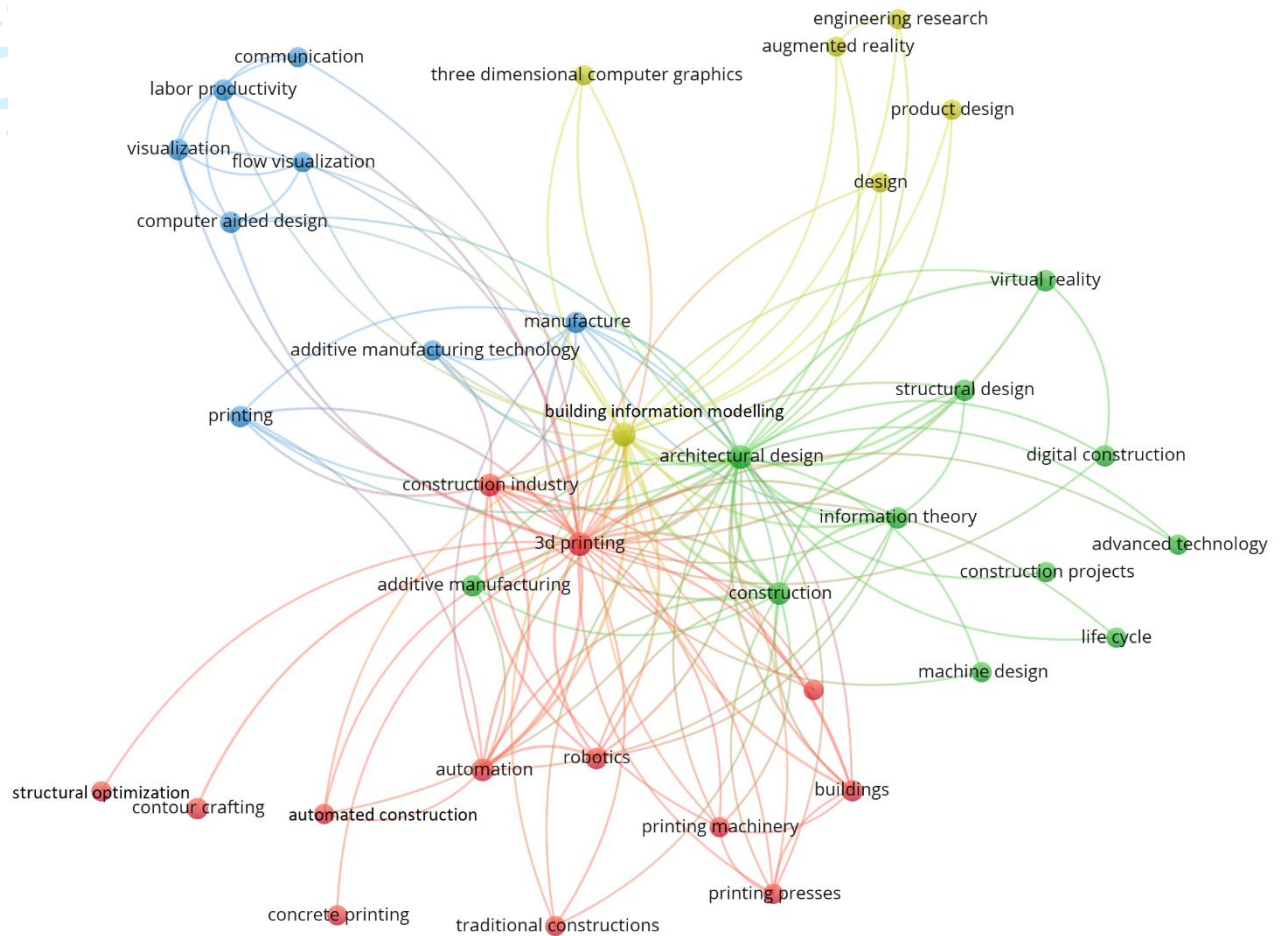 engineering research
augmented reality
communication
three dimensional computer graphics
labor productivity
product design
visualization
flow visualization
design
computer aided design
virtual reality
manufacture
additive manufacturing technology
structural design
printing
building information modelling
architectural design
digital construction
construction industry
information theory
3d printing
advanced technology
construction projects
additive manufacturing
construction
life cycle
machine design
robotics
automation
buildings
structural optimization
contour crafting
automated construction
printing machinery
printing presses
concrete printing
traditional constructions